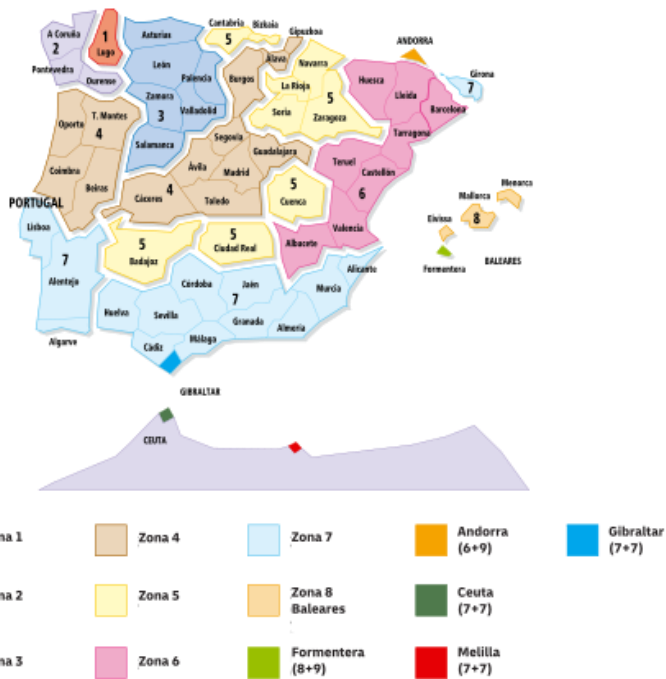 Cantabria
Bizkaia
Gipuzkoa
A Coruña
2
1
Lugo
Asturias
5
ANDORRA
Pontevedra
Ourense
León
Palencia
Burgos
Álava
Navarra
La Rioja
Huesca
Lleida
Girona
7
Zamora
Valladolid
3
Soria
5
Zaragoza
Barcelona
Tarragona
Oporto
T. Montes
4
Salamanca
Segovia
Guadalajara
Teruel
Castellón
Coimbra
Beiras
Ávila
Madrid
Cáceres
4
Toledo
5
Cuenca
6
Menorca
Mallorca
8
Eivissa
PORTUGAL
Lisboa
5
Badajoz
5
Ciudad Real
Albacete
Valencia
Formentera
BALEARES
7
Alentejo
Córdoba
Jaén
7
Murcia
Alicante
Huelva
Sevilla
Granada
Almeria
Algarve
Cádiz
Málaga
GIBRALTAR
CEUTA
na 1
Zona 4
Zona 7
Andorra
(6+9)
Gibraltar
(7+7)
na 2
Zona 5
Zona 8
Baleares
Ceuta
(7+7)
na 3
Zona 6
Formentera
(8+9)
Melilla
(7+7)